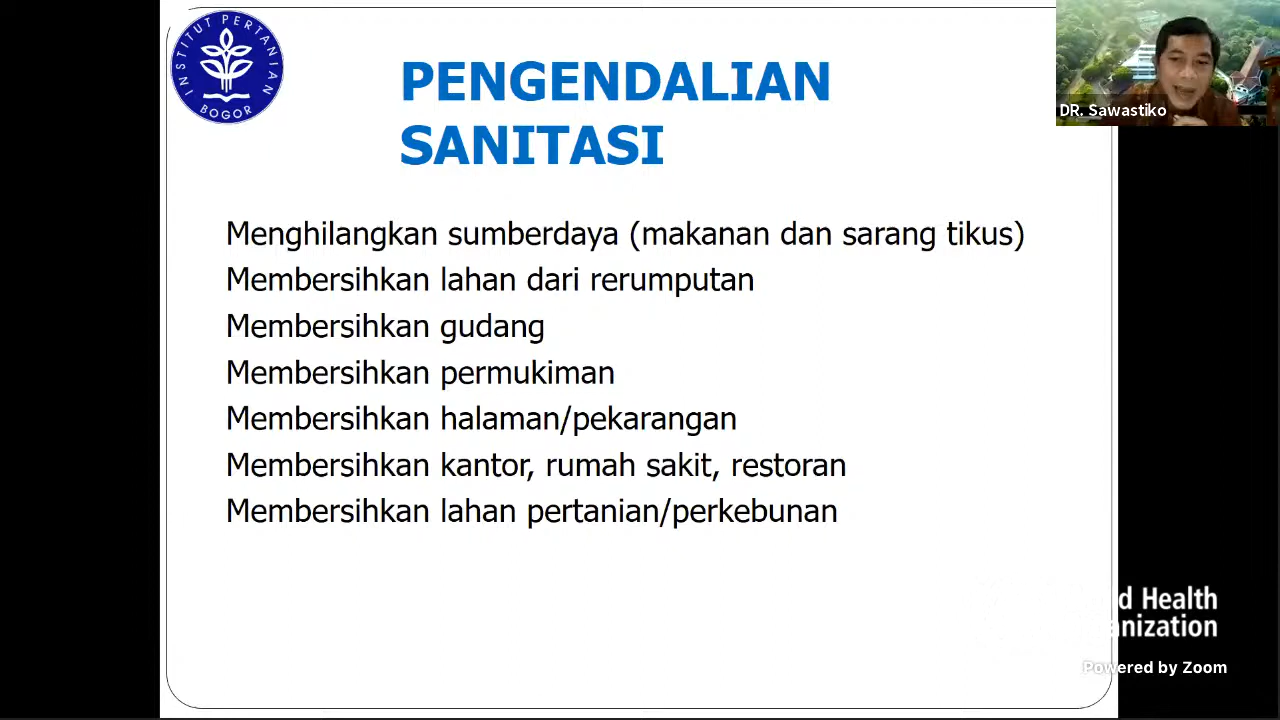 INSTITUT PERTANIAN
BOGOR
PENGENDALIAN
SANITASI
DR. Sawastiko
Menghilangkan sumberdaya (makanan dan sarang tikus)
Membersihkan lahan dari rerumputan
Membersihkan gudang
Membersihkan permukiman
Membersihkan halaman/pekarangan
Membersihkan kantor, rumah sakit, restoran
Membersihkan lahan pertanian/perkebunan
Health
Powered by Zoom